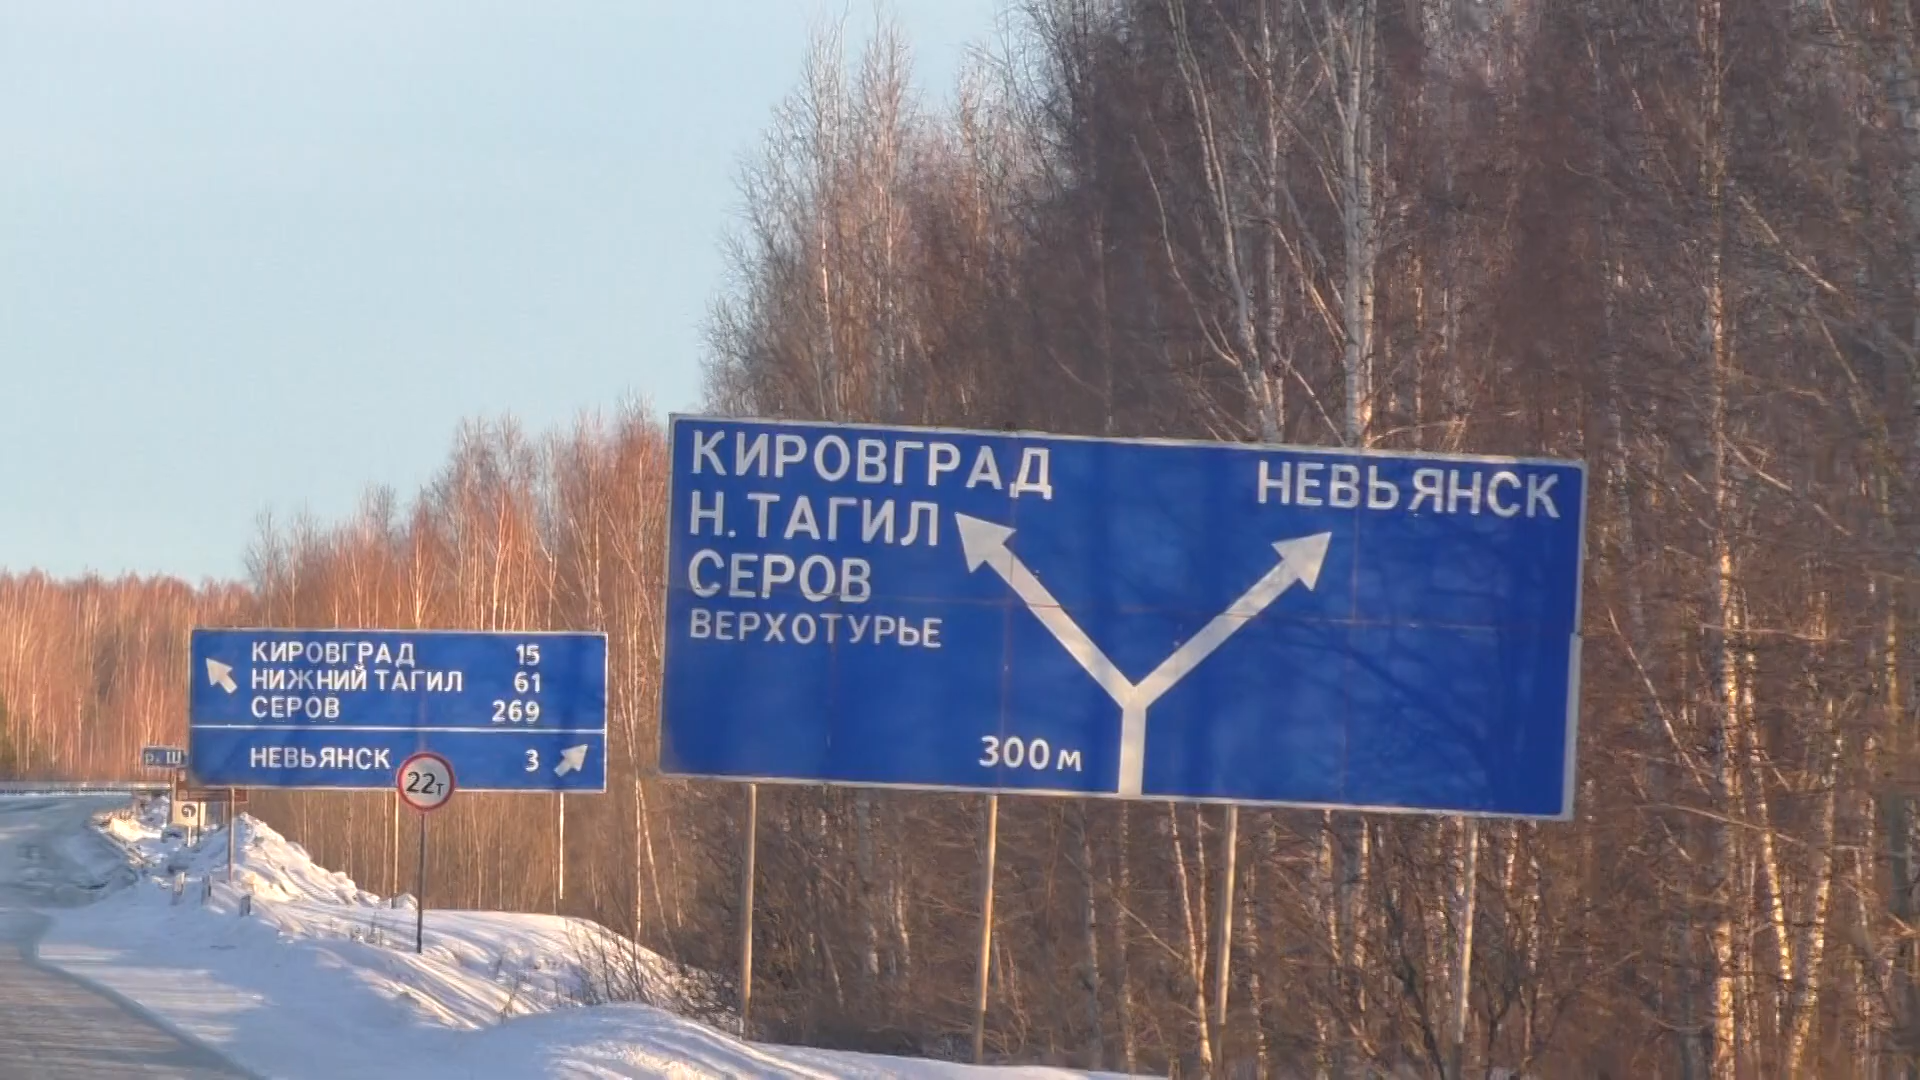 КИРОВГРАД 15
НИЖНИЙ ТАГИЛ 61
СЕРОВ 269
НЕВЬЯНСК 3
22т
р. Ш
КИРОВГРАД
Н.ТАГИЛ
СЕРОВ
ВЕРХОТУРЬЕ
НЕВЬЯНСК
300 м